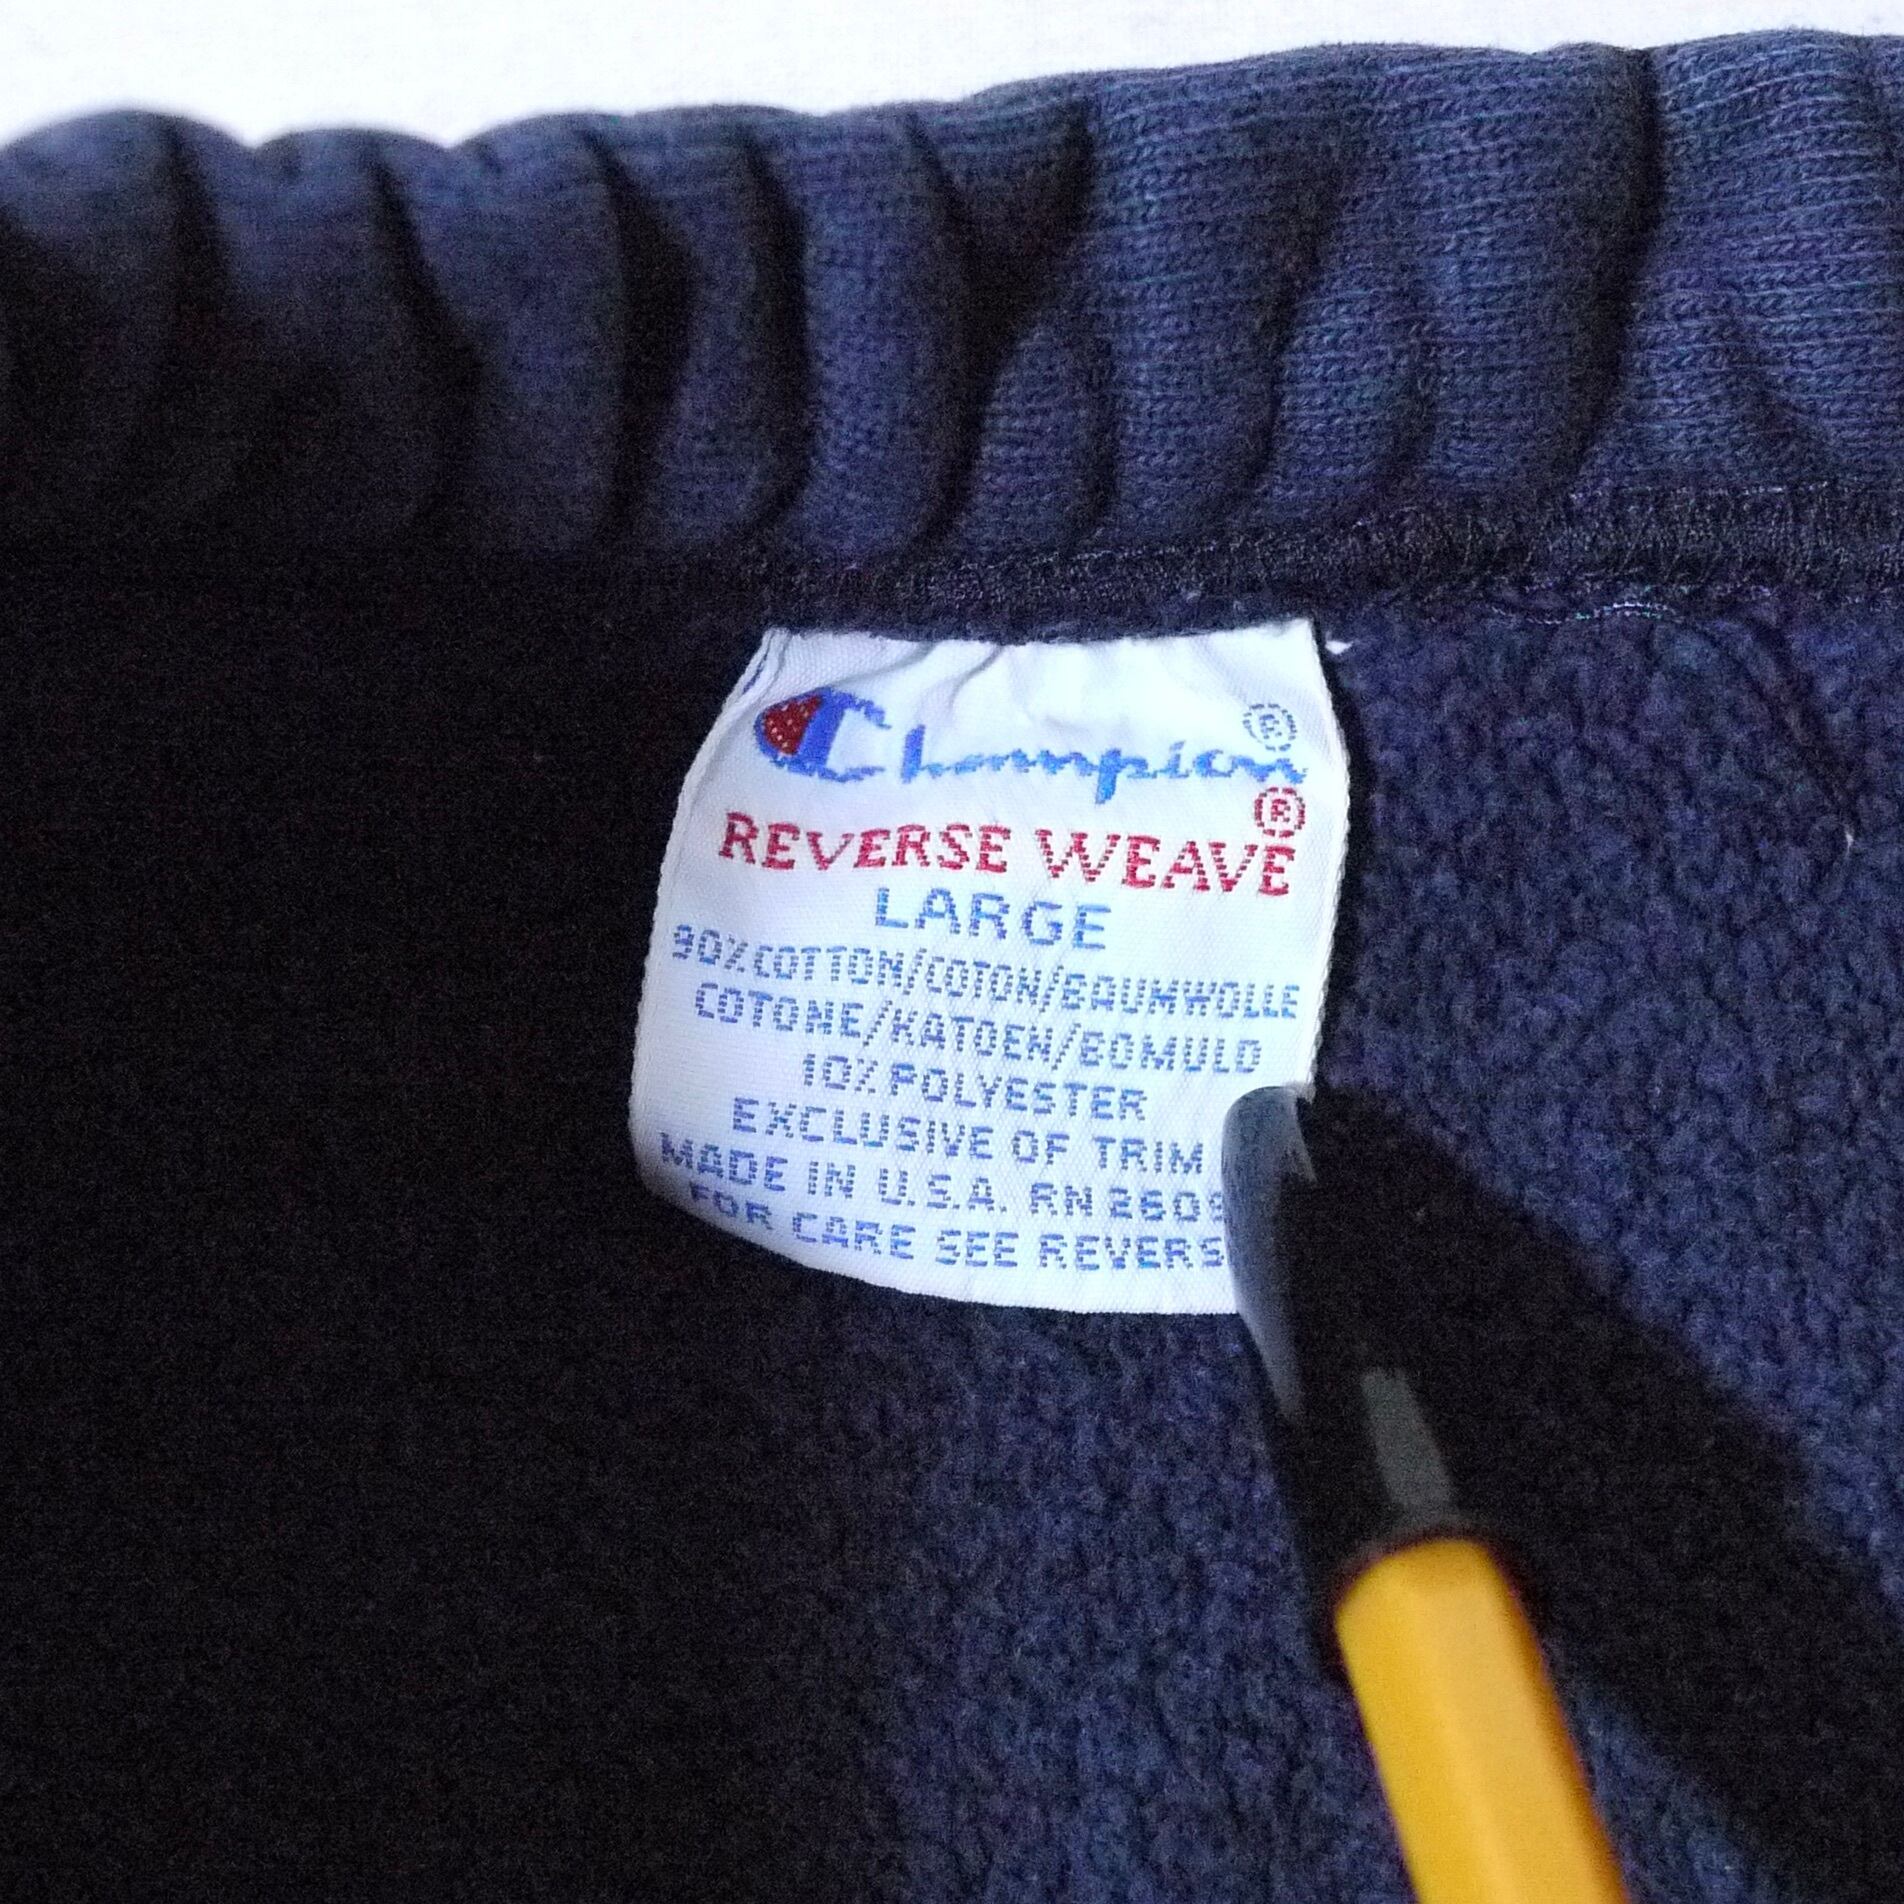 Champion®
REVERSE WEAVE®
LARGE
90% COTTON/COTON/BAUMWOLLE
COTONE/KATOEN/BOMULD
10% POLYESTER
EXCLUSIVE OF TRIM
MADE IN U.S.A. RN
FOR CARE SEE